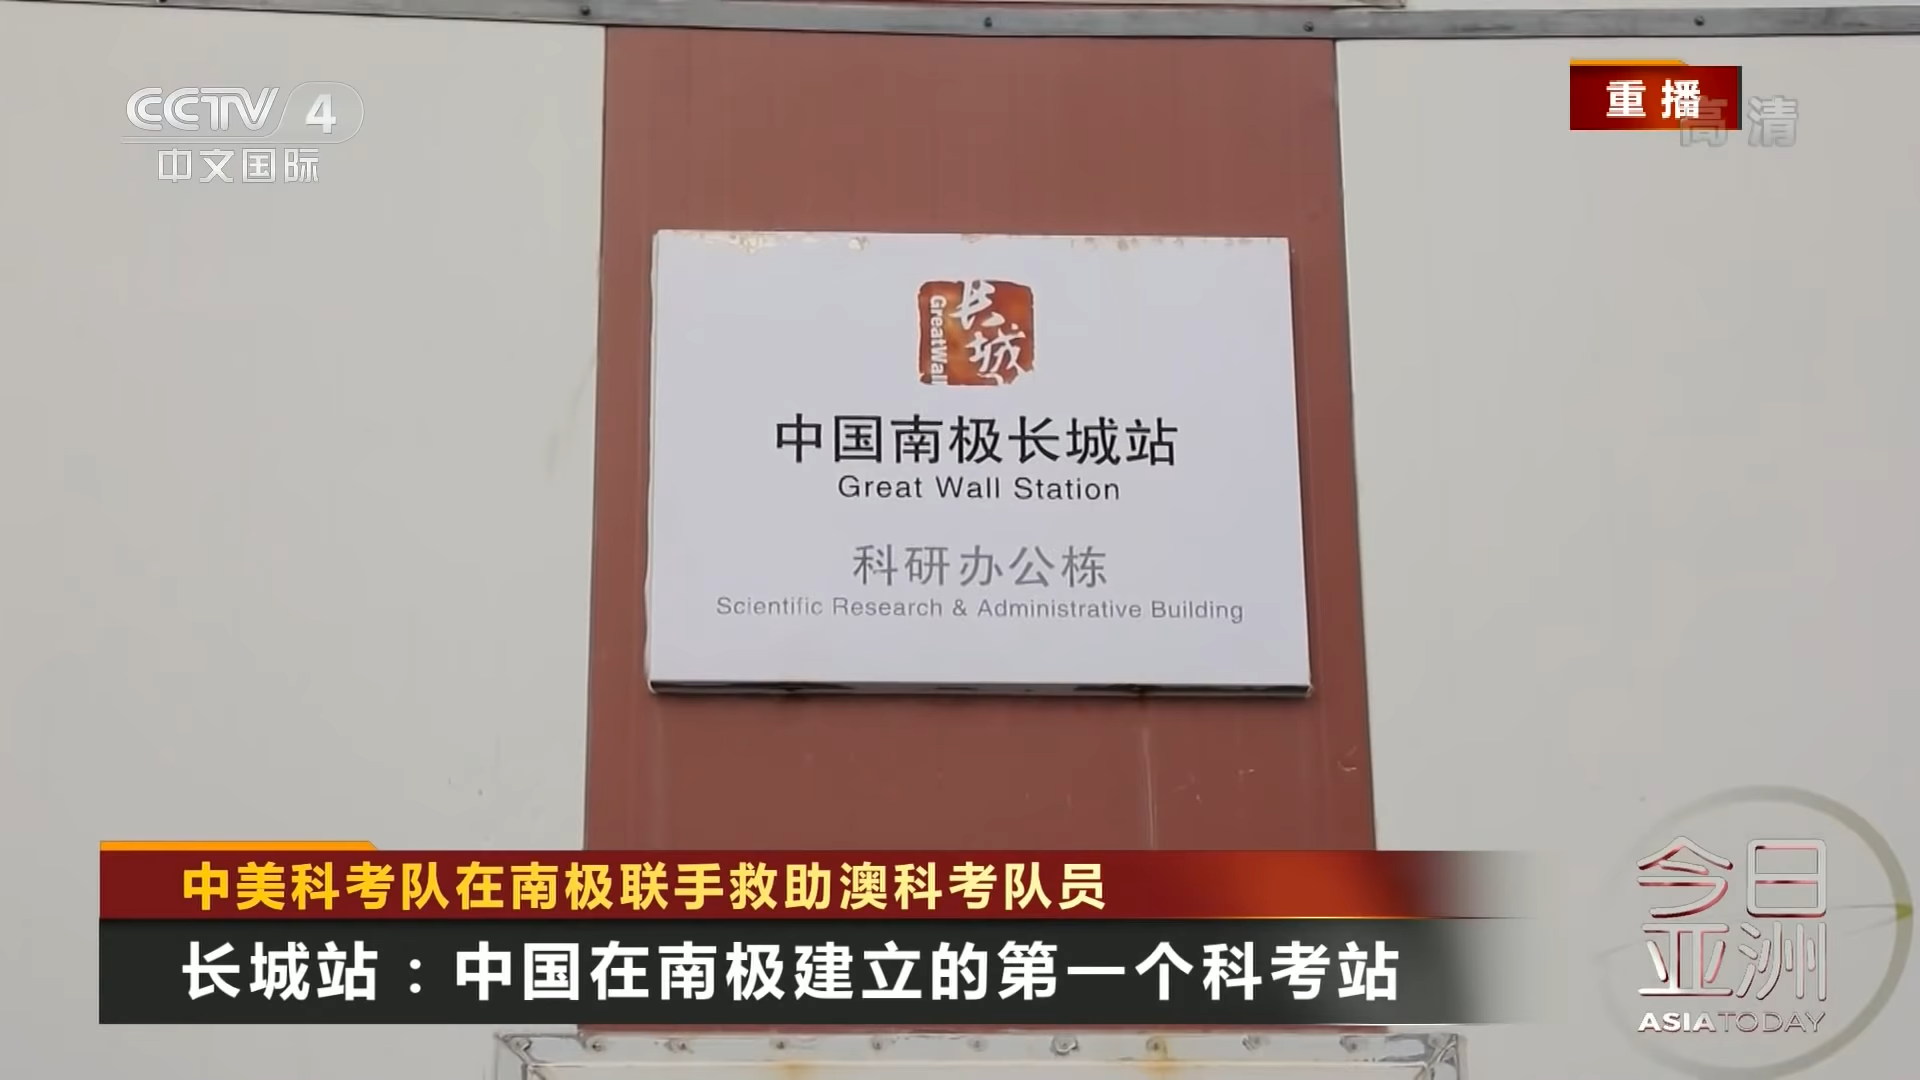 CCTV 4
中文国际
重播
高清
长城
GreatWall
中国南极长城站
Great Wall Station
科研办公栋
Scientific Research & Administrative Building
中美科考队在南极联手救助澳科考队员
长城站：中国在南极建立的第一个科考站
今日
亚洲
ASIA TODAY